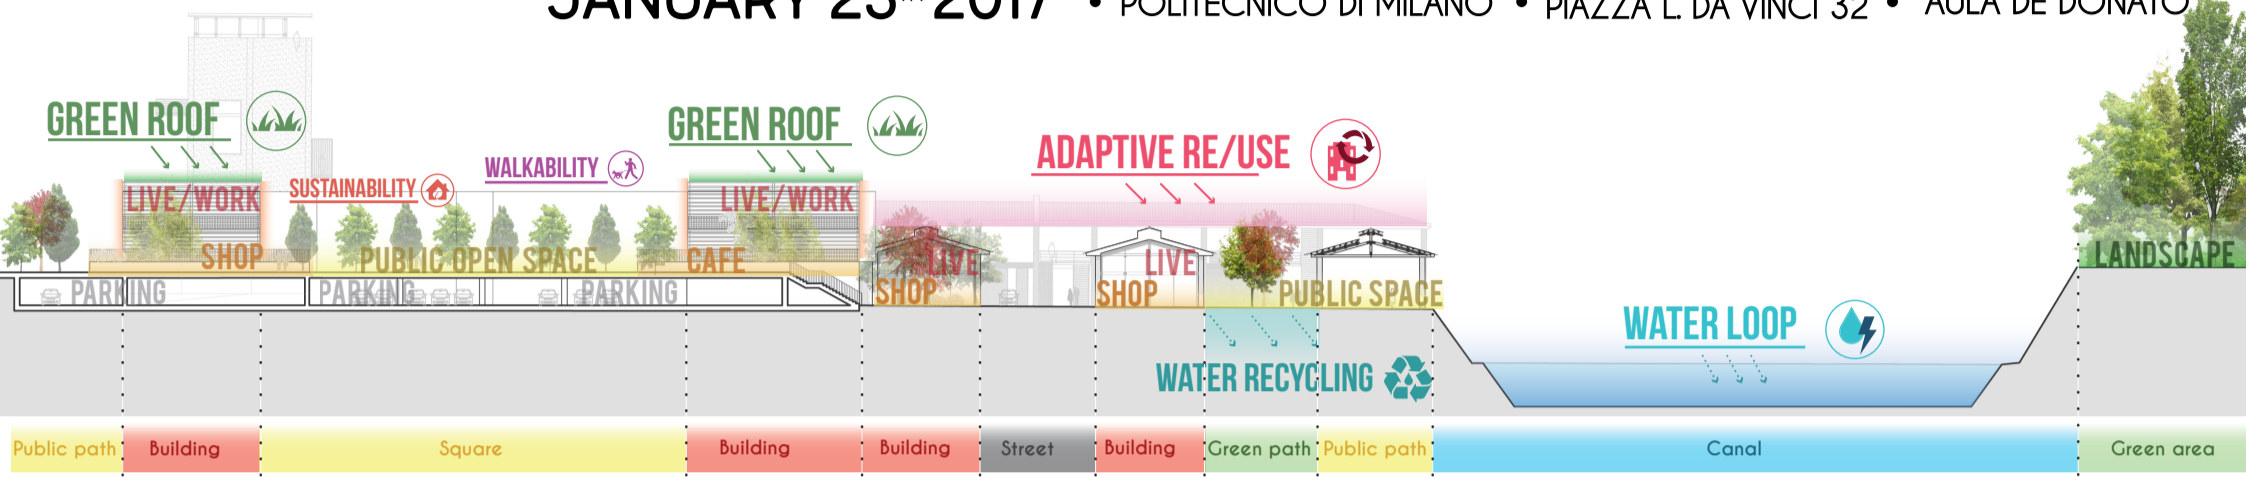 JANUARY 23rd 2017 • POLITECNICO DI MILANO • PIAZZA L. DA VINCI 32 • AULA DE DONATO
GREEN ROOF
GREEN ROOF
ADAPTIVE RE/USE
WALKABILITY
SUSTAINABILITY
LIVE/WORK
LIVE/WORK
SHOP
PUBLIC OPEN SPACE
CAFE
LIVE
LIVE
LANDSCAPE
PARKING
PARKING
PARKING
SHOP
SHOP
PUBLIC SPACE
WATER LOOP
WATER RECYCLING
Public path
Building
Square
Building
Building
Street
Building
Green path
Public path
Canal
Green area